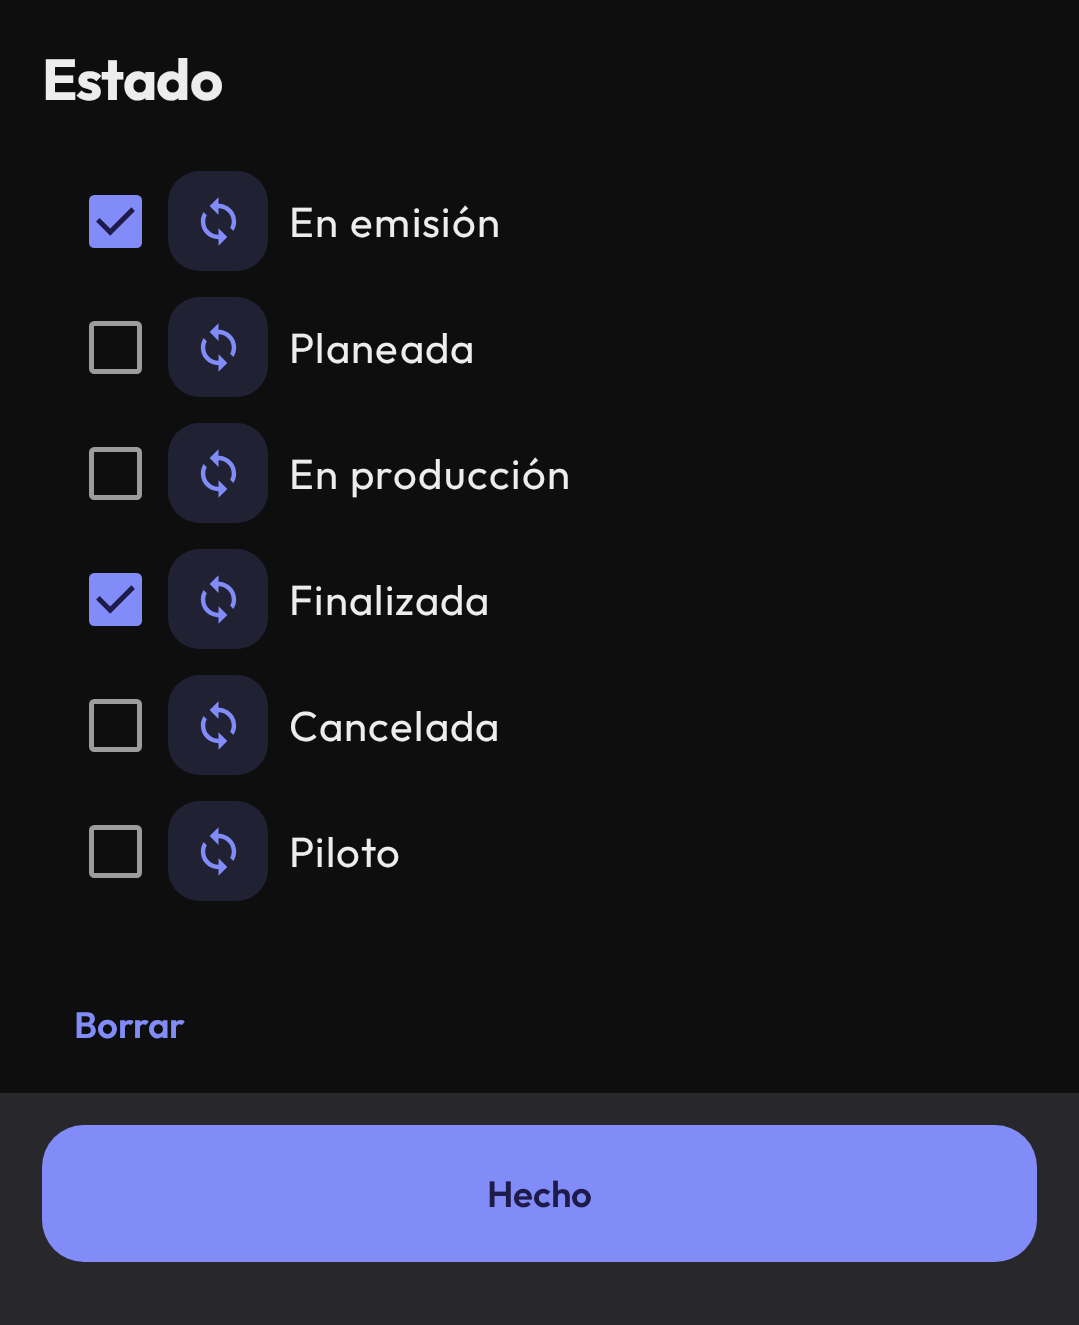 Estado
En emisión
Planeada
En producción
Finalizada
Cancelada
Piloto
Borrar
Hecho